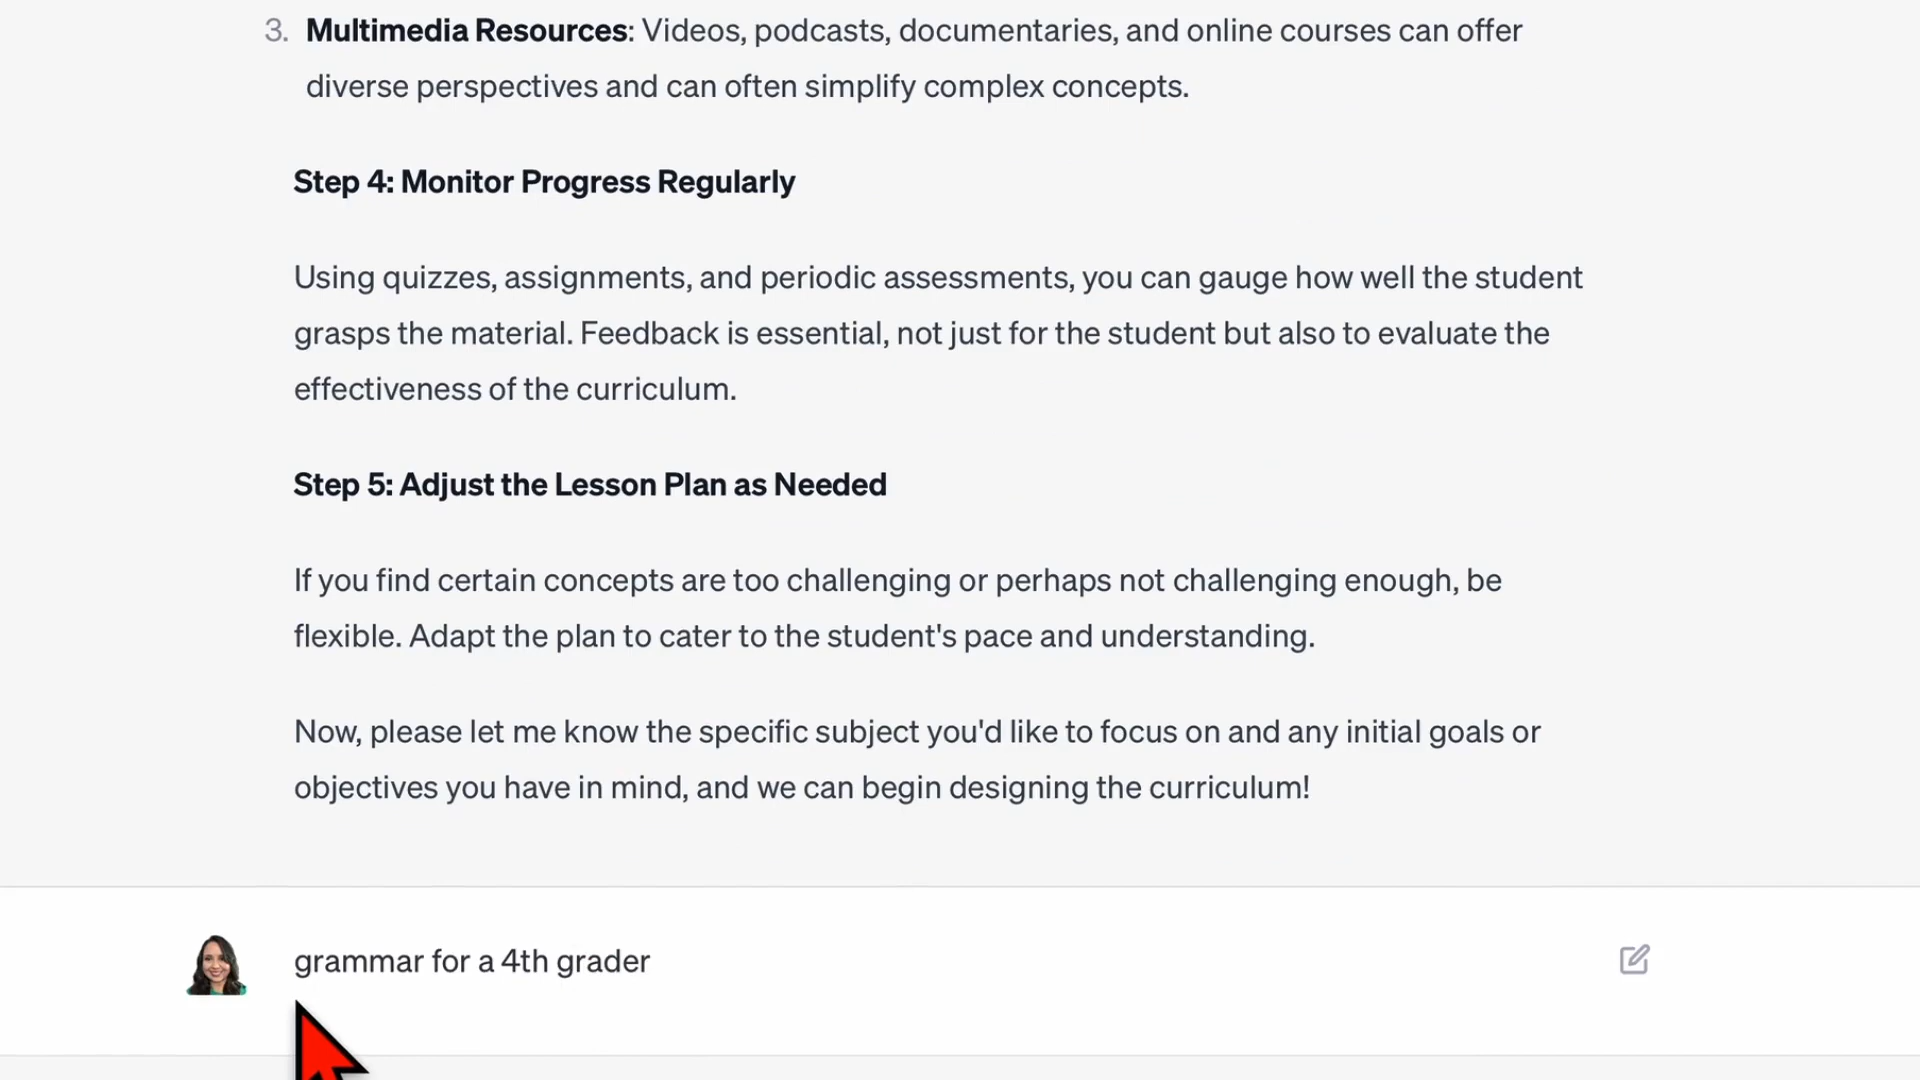 3. Multimedia Resources: Videos, podcasts, documentaries, and online courses can offer
diverse perspectives and can often simplify complex concepts.
Step 4: Monitor Progress Regularly
Using quizzes, assignments, and periodic assessments, you can gauge how well the student
grasps the material. Feedback is essential, not just for the student but also to evaluate the
effectiveness of the curriculum.
Step 5: Adjust the Lesson Plan as Needed
If you find certain concepts are too challenging or perhaps not challenging enough, be
flexible. Adapt the plan to cater to the student's pace and understanding.
Now, please let me know the specific subject you'd like to focus on and any initial goals or
objectives you have in mind, and we can begin designing the curriculum!
grammar for a 4th grader